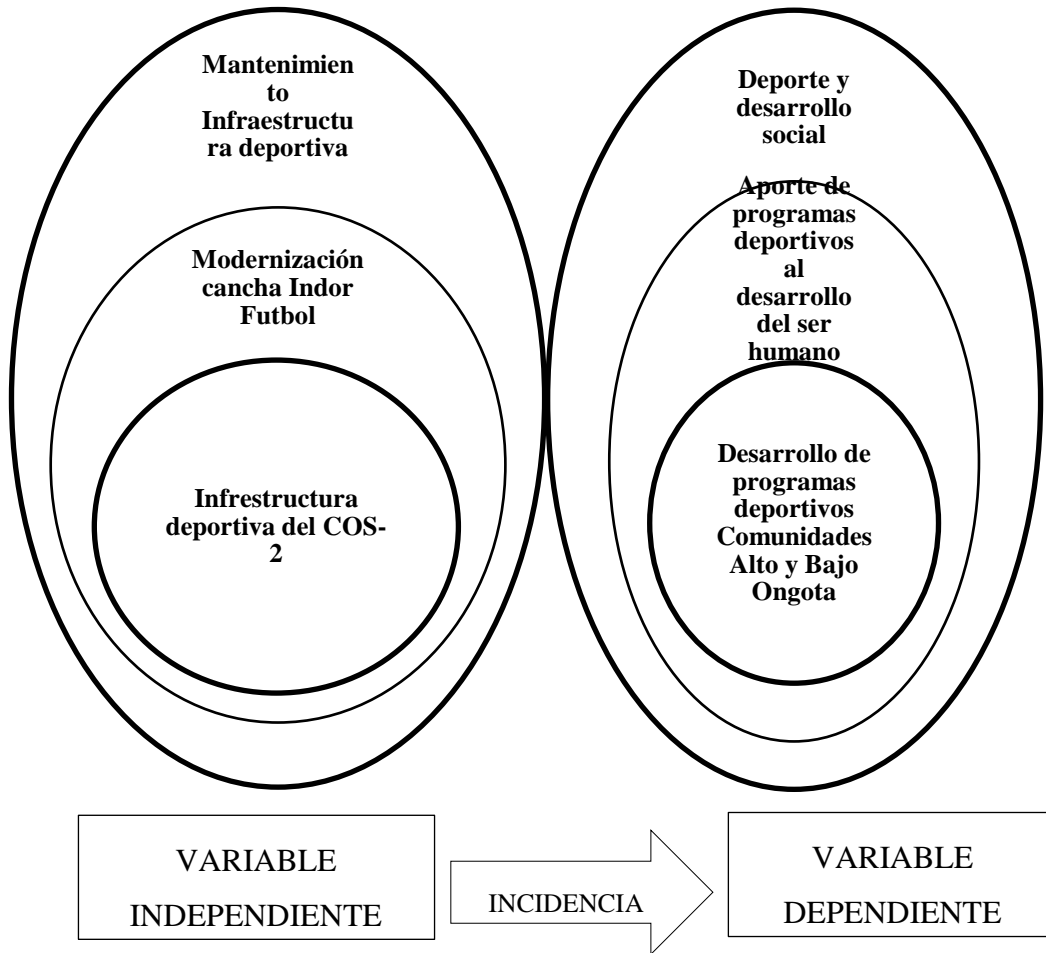 Mantenimien
to
Infraestructu
ra deportiva
Modernización
cancha Indor
Futbol
Infrestructura
deportiva del COS-
2
Deporte y
desarrollo
social
Aporte de
programas
deportivos
al
desarrollo
del ser
humano
Desarrollo de
programas
deportivos
Comunidades
Alto y Bajo
Ongota
VARIABLE
INDEPENDIENTE
INCIDENCIA
VARIABLE
DEPENDIENTE